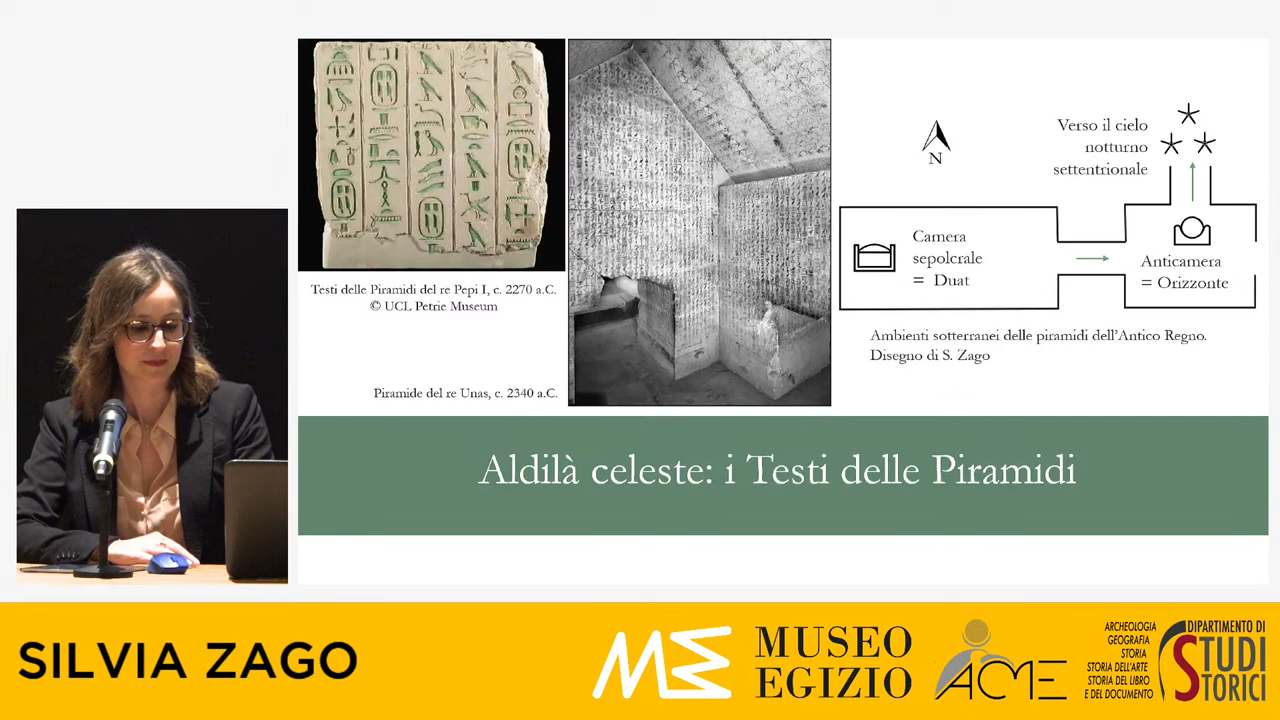 Testi delle Piramidi del re Pepi I, c. 2270 a.C.
© UCL Petrie Museum
Piramide del re Unas, c. 2340 a.C.
N
Verso il cielo
notturno
settentrionale
Camera
sepolcrale
= Duat
Anticamera
= Orizzonte
Ambienti sotterranei delle piramidi dell'Antico Regno.
Disegno di S. Zago
Aldilà celeste: i Testi delle Piramidi
SILVIA ZAGO
ME
MUSEO
EGIZIO
ACME
ARCHEOLOGIA
GEOGRAFIA
STORIA
STORIA DELL'ARTE
STORIA DEL LIBRO
E DEL DOCUMENTO
DIPARTIMENTO DI
STUDI
STORICI